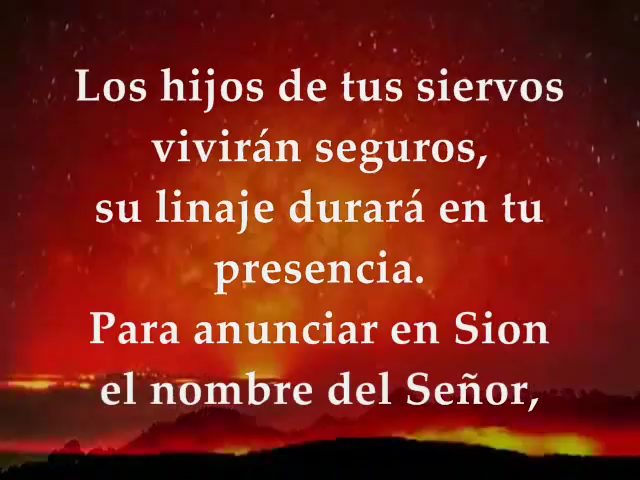 Los hijos de tus siervos
vivirán seguros,
su linaje durará en tu
presencia.
Para anunciar en Sion
el nombre del Señor,